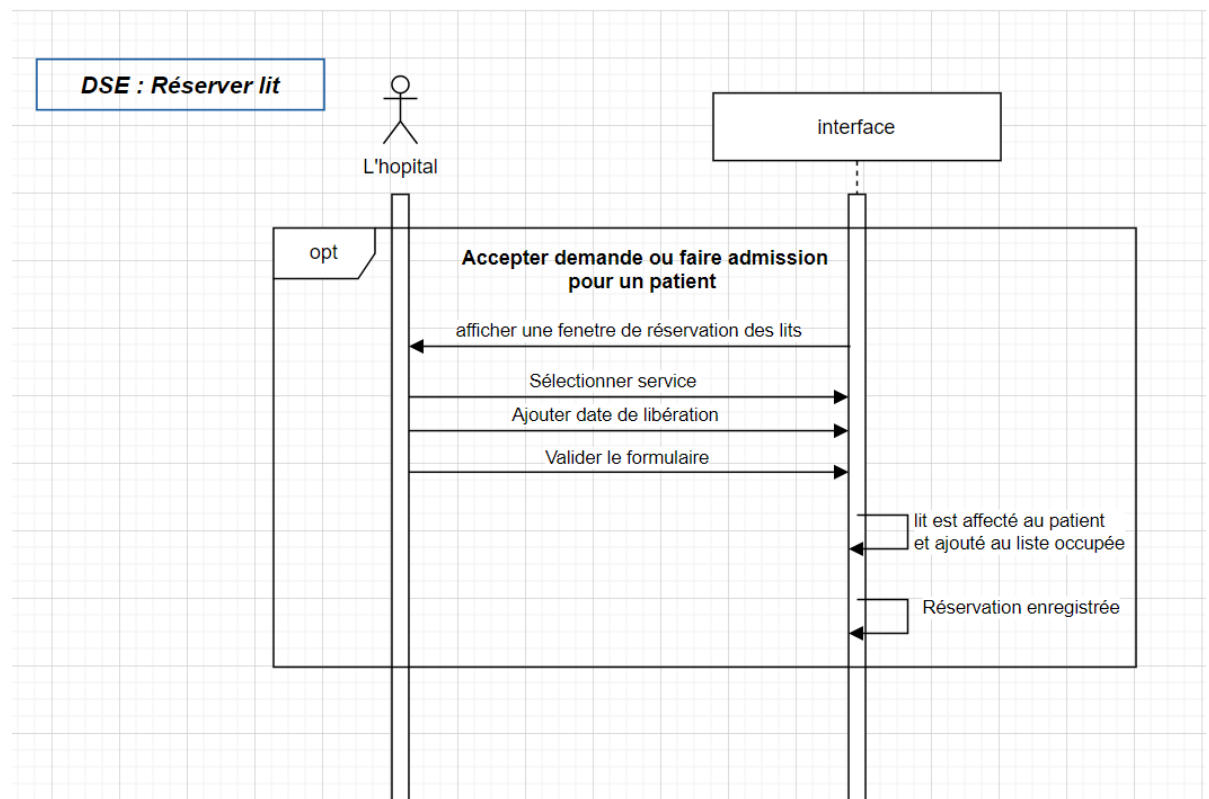 DSE : Réserver lit
L'hopital
interface
opt
Accepter demande ou faire admission
pour un patient
afficher une fenetre de réservation des lits
Sélectionner service
Ajouter date de libération
Valider le formulaire
lit est affecté au patient
et ajouté au liste occupée
Réservation enregistrée